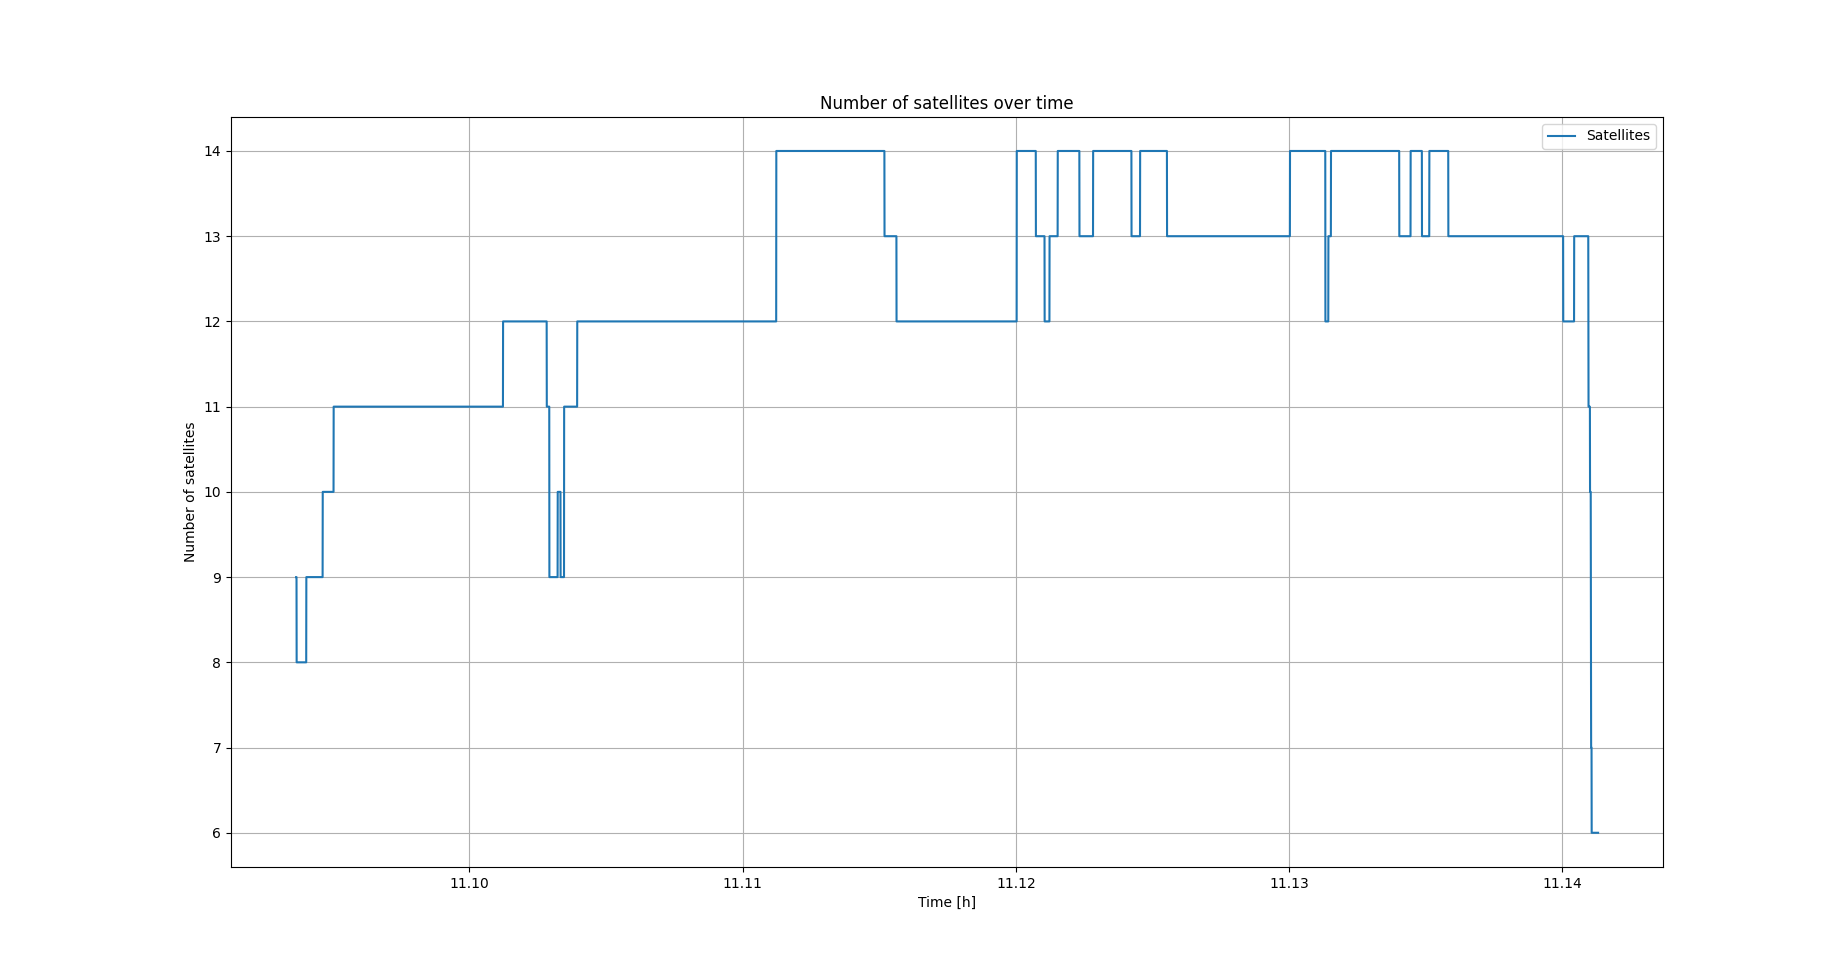 Number of satellites over time
Satellites
14
13
12
11
10
9
8
7
6
Number of satellites
11.10 11.11 11.12 11.13 11.14
Time [h]